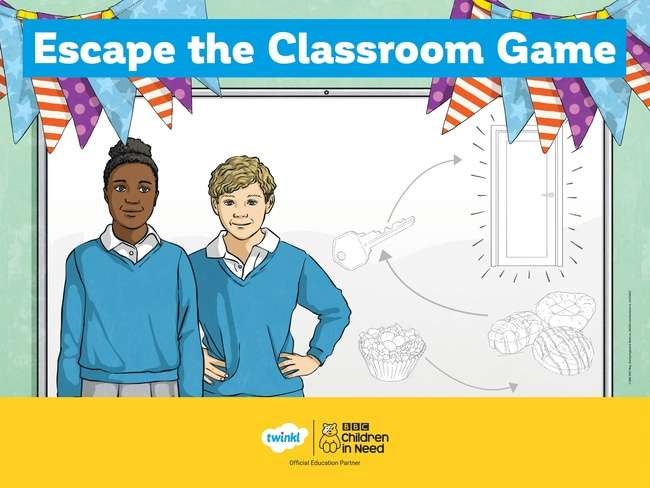 Escape the Classroom Game
twinkl
BBC
Children
in Need
Official Education Partner